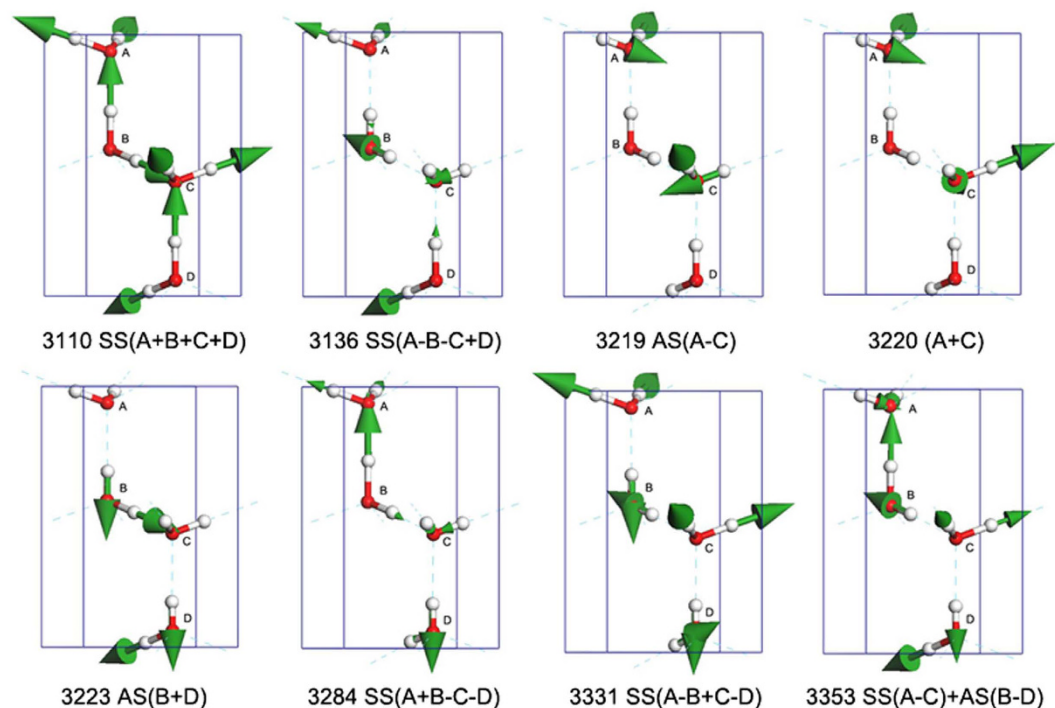 A
B
C
D
3110 SS(A+B+C+D)
A
B
C
D
3136 SS(A-B-C+D)
A
B
C
D
3219 AS(A-C)
A
B
C
D
3220 (A+C)
A
B
C
D
3223 AS(B+D)
A
B
C
D
3284 SS(A+B-C-D)
A
B
C
D
3331 SS(A-B+C-D)
A
B
C
D
3353 SS(A-C)+AS(B-D)